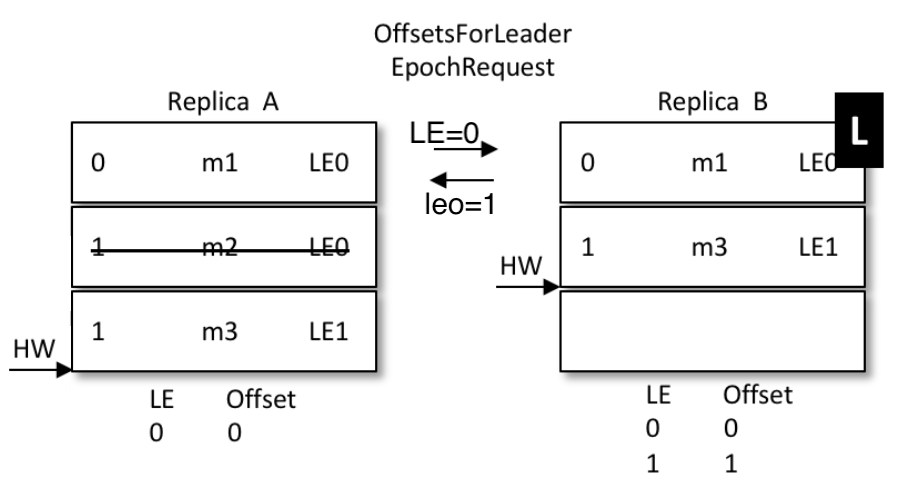 OffsetsForLeader
EpochRequest
Replica A
Replica B
L
LE=0
leo=1
0 m1 LE0
1 m2 LE0
1 m3 LE1
HW
LE Offset
0 0
0 m1 LE0
1 m3 LE1
HW
LE Offset
0 0
1 1